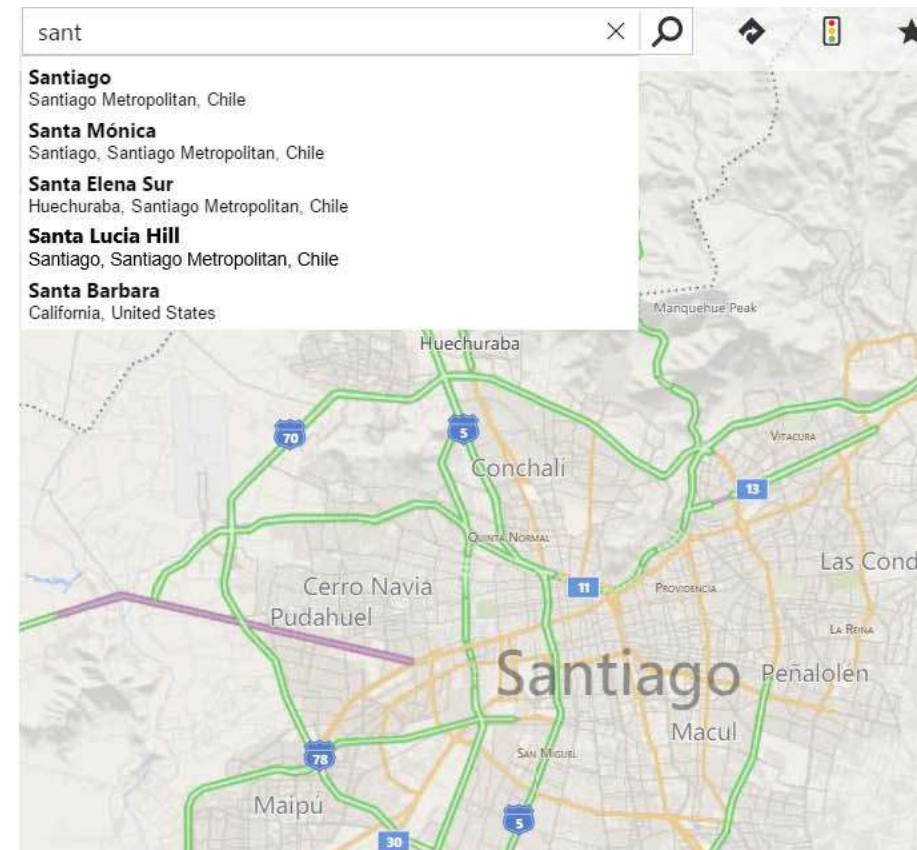 sant
Santiago
Santiago Metropolitan, Chile
Santa Mónica
Santiago, Santiago Metropolitan, Chile
Santa Elena Sur
Huechuraba, Santiago Metropolitan, Chile
Santa Lucia Hill
Santiago, Santiago Metropolitan, Chile
Santa Barbara
California, United States
Manquehue Peak
Huechuraba
70
5
Vitacura
Conchalí
13
Quinta Normal
Las Cond
Cerro Navia
11
Providencia
Pudahuel
La Reina
Santiago
Peñalolén
Macul
San Miguel
78
Maipú
5
30